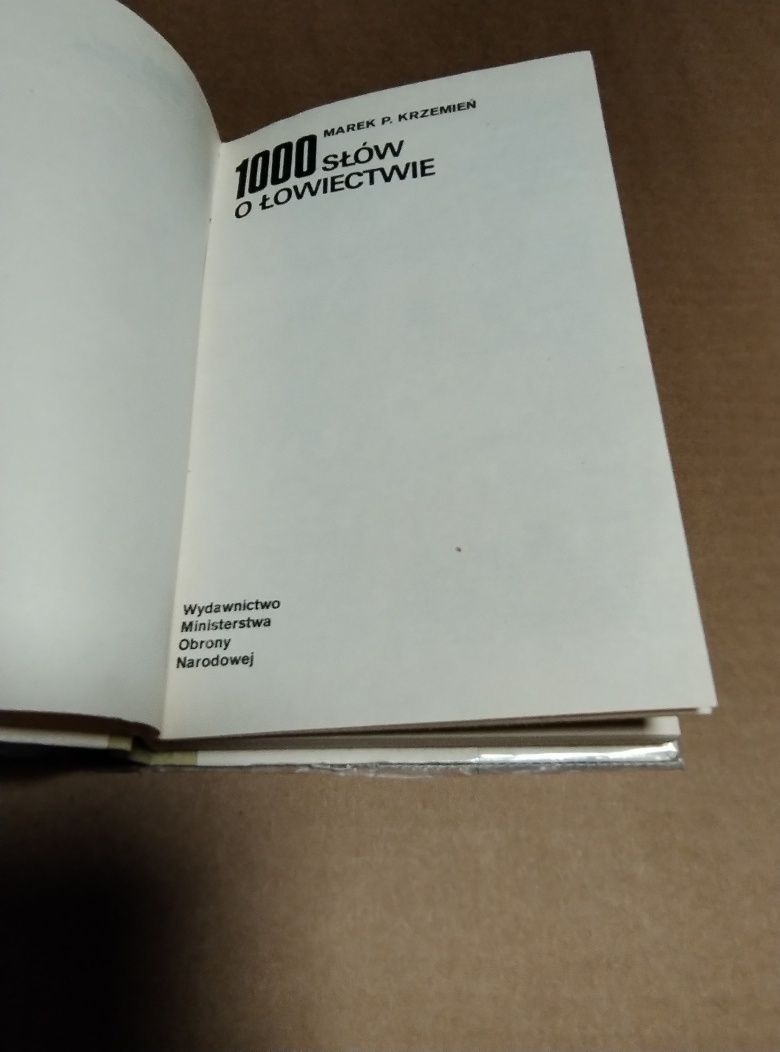 MAREK P. KRZEMIEŃ
1000 SŁÓW
O ŁOWIECTWIE
Wydawnictwo
Ministerstwa
Obrony
Narodowej